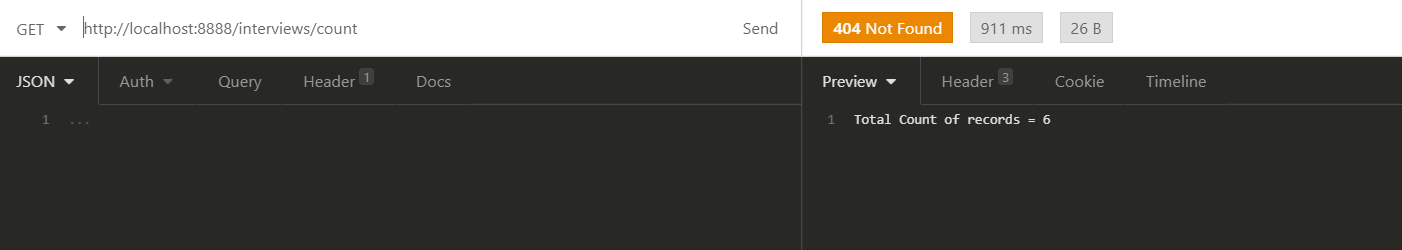 GET http://localhost:8888/interviews/count Send 404 Not Found 911 ms 26 B
JSON Auth Query Header 1 Docs Preview Header 3 Cookie Timeline
1 ... 1 Total Count of records = 6